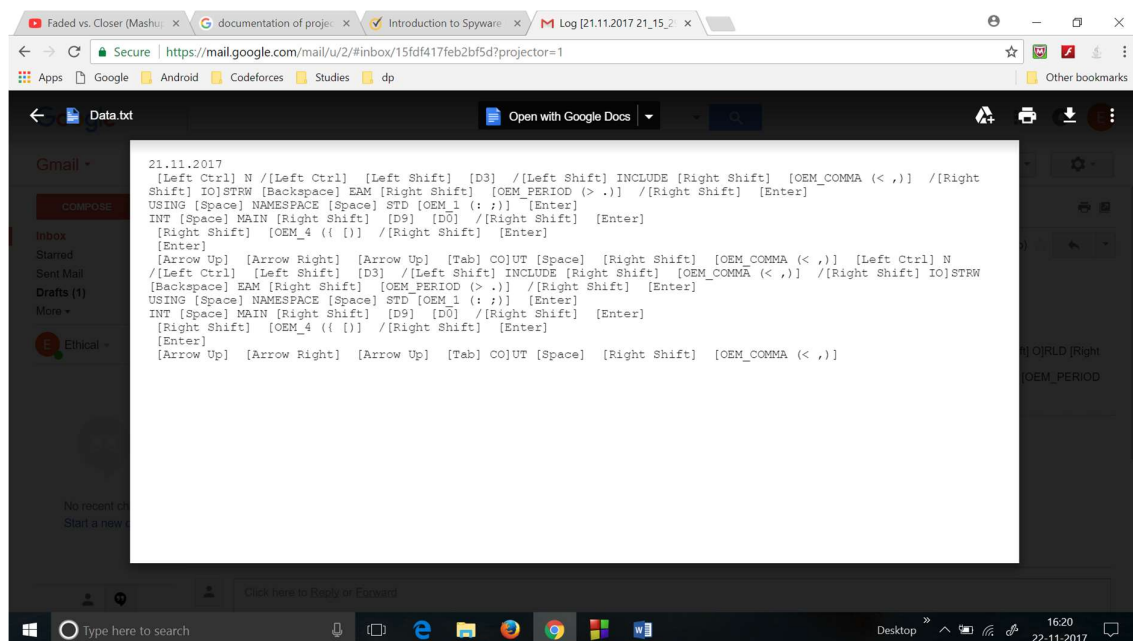 Faded vs. Closer (Mashup
documentation of projec
Introduction to Spyware
Log [21.11.2017 21_15_2
Secure | https://mail.google.com/mail/u/2/#inbox/15fdf417feb2bf5d?projector=1
Apps Google Android Codeforces Studies dp Other bookmarks
Data.txt Open with Google Docs
Gmail
COMPOSE
Inbox
Starred
Sent Mail
Drafts (1)
More
Ethical
21.11.2017
[Left Ctrl] N /[Left Ctrl] [Left Shift] [D3] /[Left Shift] INCLUDE [Right Shift] [OEM_COMMA (< ,)] /[Right
Shift] IO]STRW [Backspace] EAM [Right Shift] [OEM_PERIOD (> .)] /[Right Shift] [Enter]
USING [Space] NAMESPACE [Space] STD [OEM_1 (: ;)] [Enter]
INT [Space] MAIN [Right Shift] [D9] [D0] /[Right Shift] [Enter]
[Right Shift] [OEM_4 ({ [)] /[Right Shift] [Enter]
[Enter]
[Arrow Up] [Arrow Right] [Arrow Up] [Tab] CO]UT [Space] [Right Shift] [OEM_COMMA (< ,)] [Left Ctrl] N
/[Left Ctrl] [Left Shift] [D3] /[Left Shift] INCLUDE [Right Shift] [OEM_COMMA (< ,)] /[Right Shift] IO]STRW
[Backspace] EAM [Right Shift] [OEM_PERIOD (> .)] /[Right Shift] [Enter]
USING [Space] NAMESPACE [Space] STD [OEM_1 (: ;)] [Enter]
INT [Space] MAIN [Right Shift] [D9] [D0] /[Right Shift] [Enter]
[Right Shift] [OEM_4 ({ [)] /[Right Shift] [Enter]
[Enter]
[Arrow Up] [Arrow Right] [Arrow Up] [Tab] CO]UT [Space] [Right Shift] [OEM_COMMA (< ,)]
O]RLD [Right
[OEM_PERIOD
No recent ch
Start a new
Click here to Reply or Forward
Type here to search
Desktop
16:20
22-11-2017